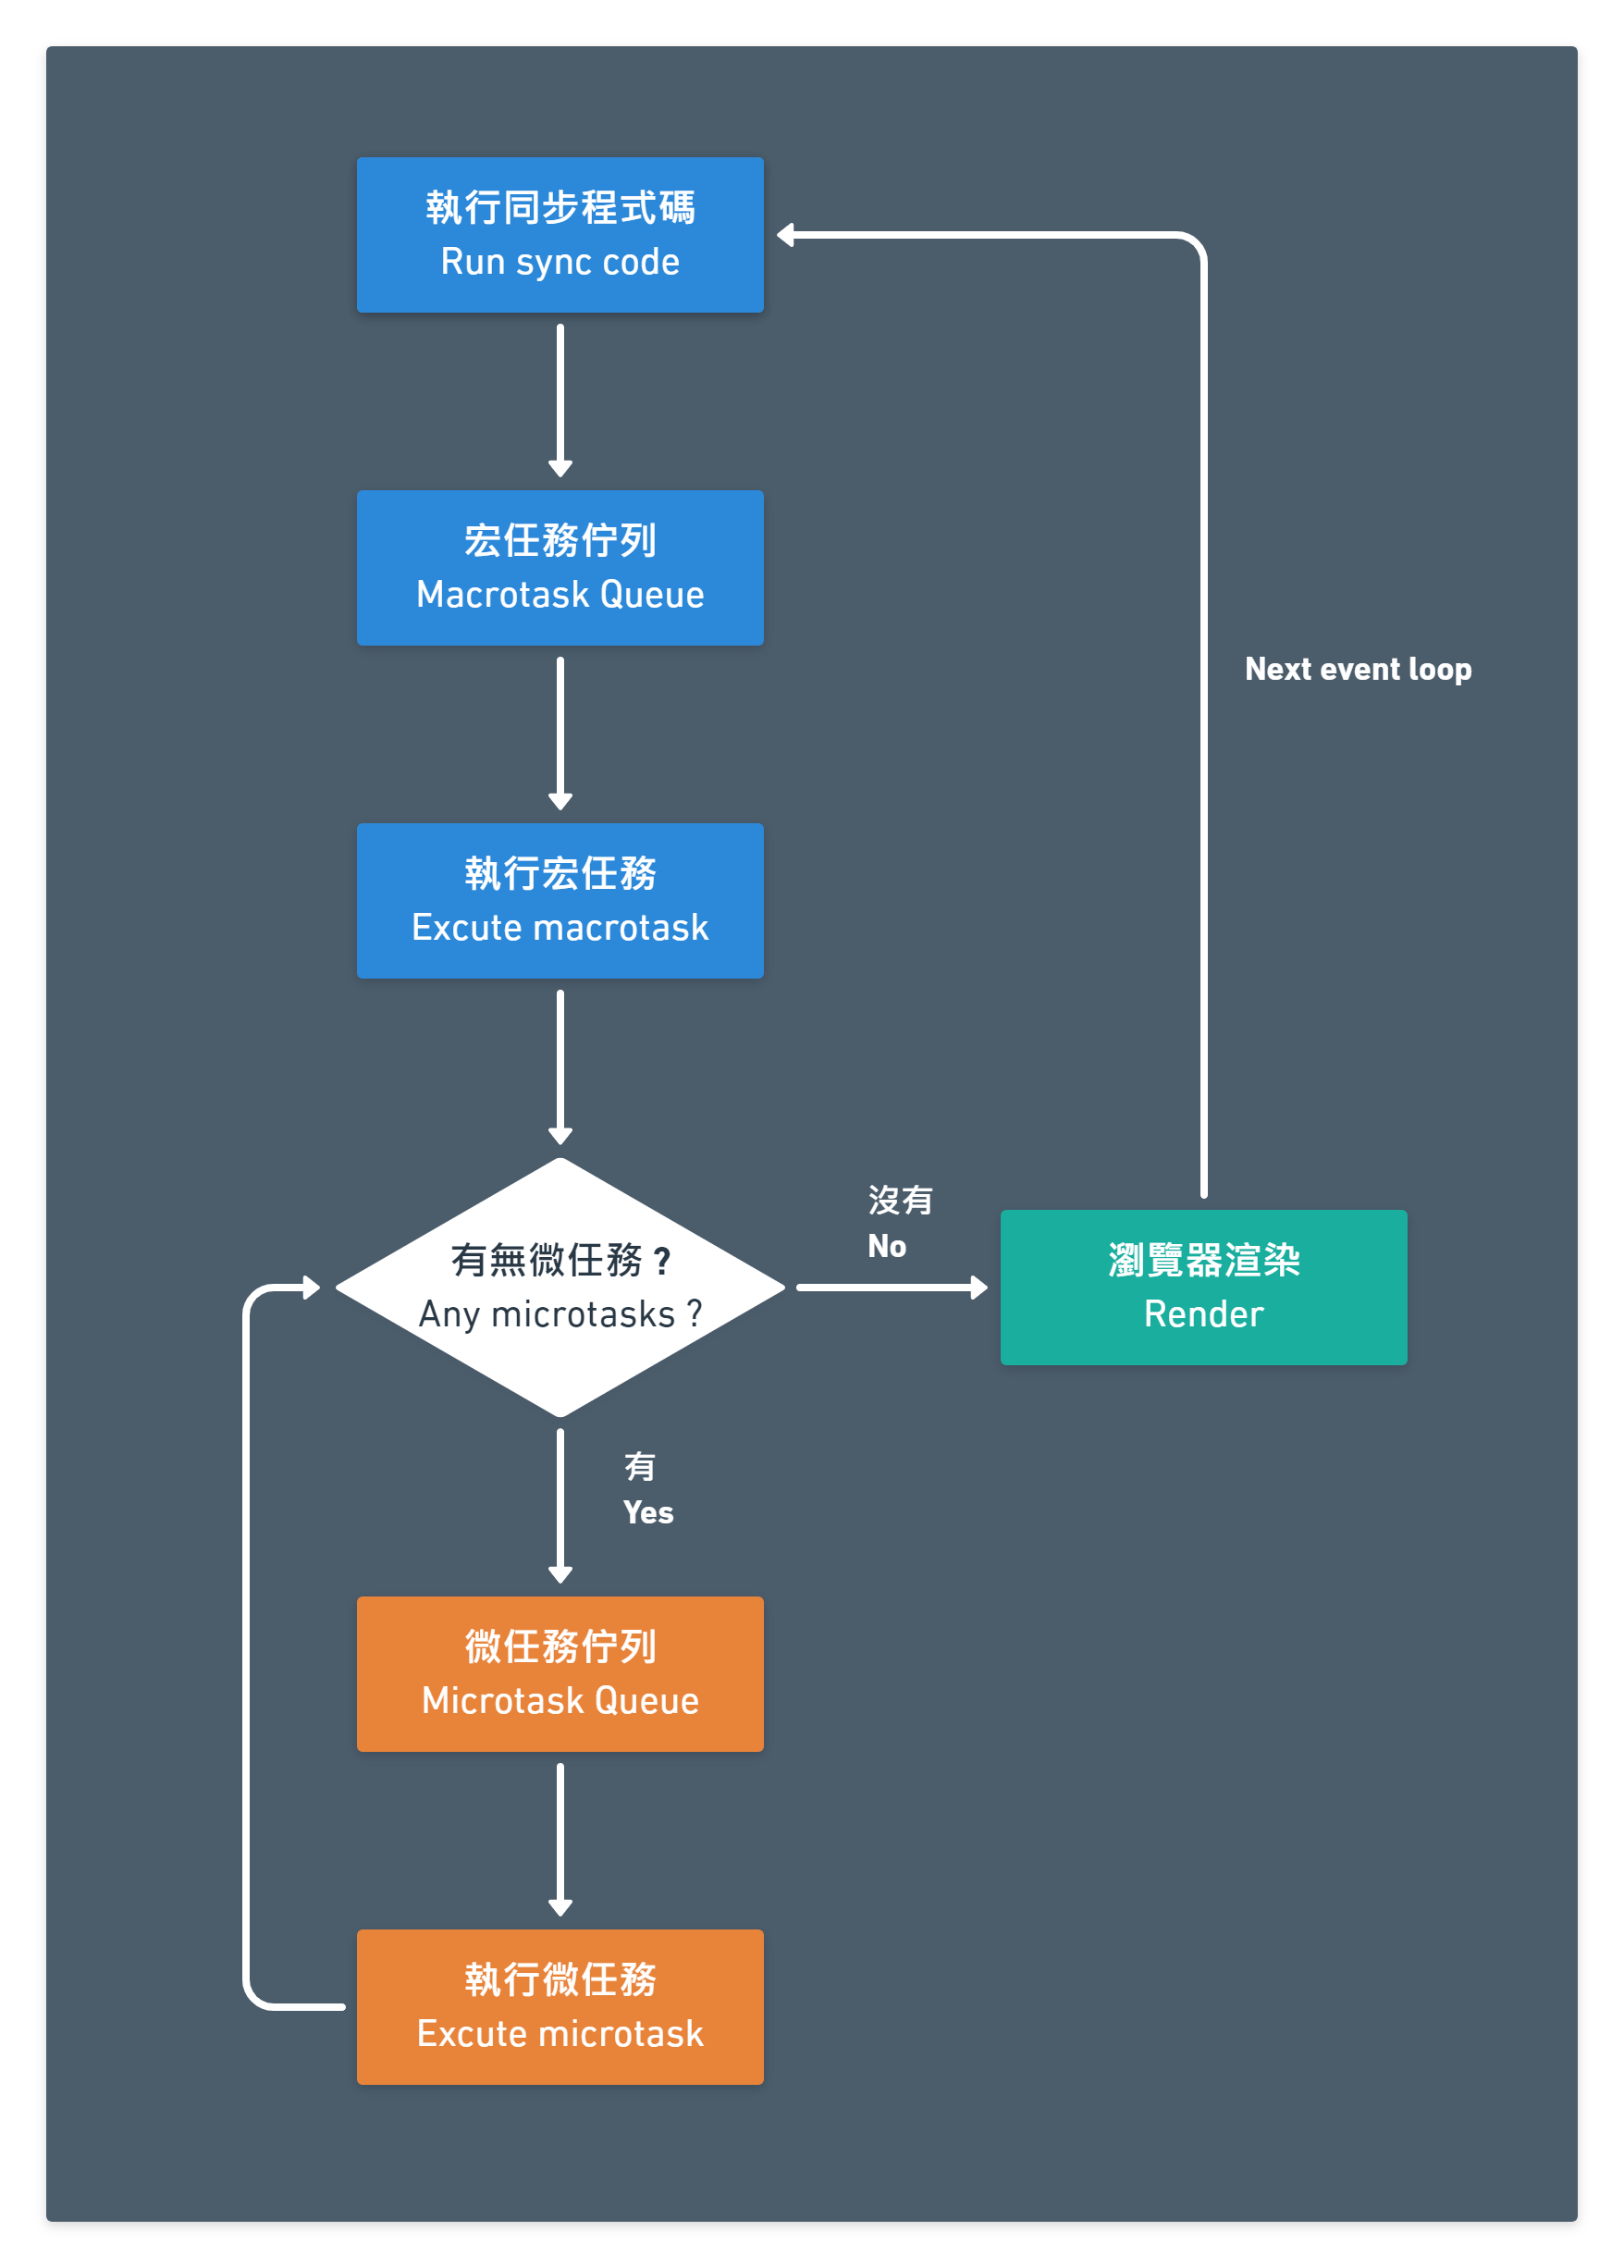 執行同步程式碼
Run sync code
宏任務佇列
Macrotask Queue
Next event loop
執行宏任務
Excute macrotask
沒有
No
有無微任務 ?
Any microtasks ?
瀏覽器渲染
Render
有
Yes
微任務佇列
Microtask Queue
執行微任務
Excute microtask